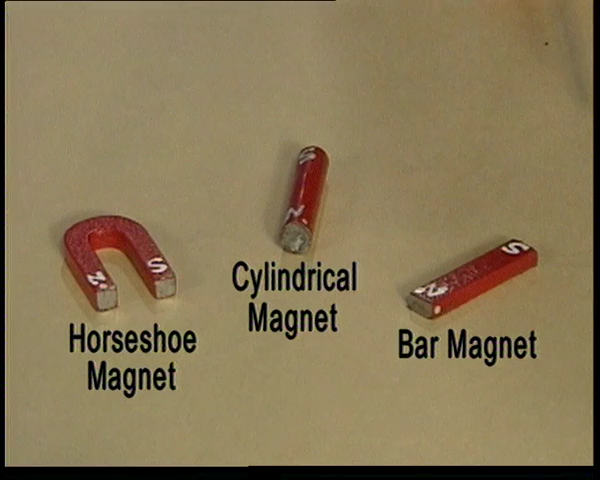 S
N
Cylindrical
Magnet
N S
Horseshoe
Magnet
S
N
Bar Magnet